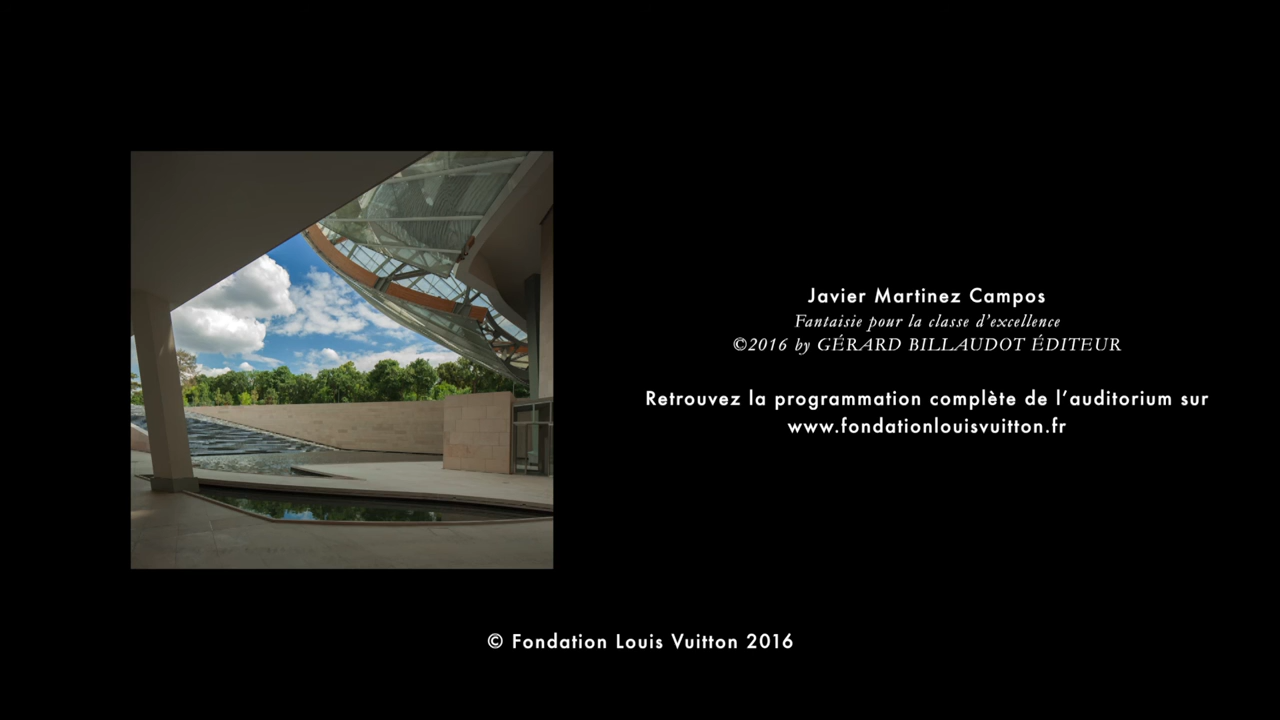 Javier Martinez Campos
Fantaisie pour la classe d’excellence
©2016 by GÉRARD BILLAUDOT ÉDITEUR
Retrouvez la programmation complète de l’auditorium sur
www.fondationlouisvuitton.fr
© Fondation Louis Vuitton 2016